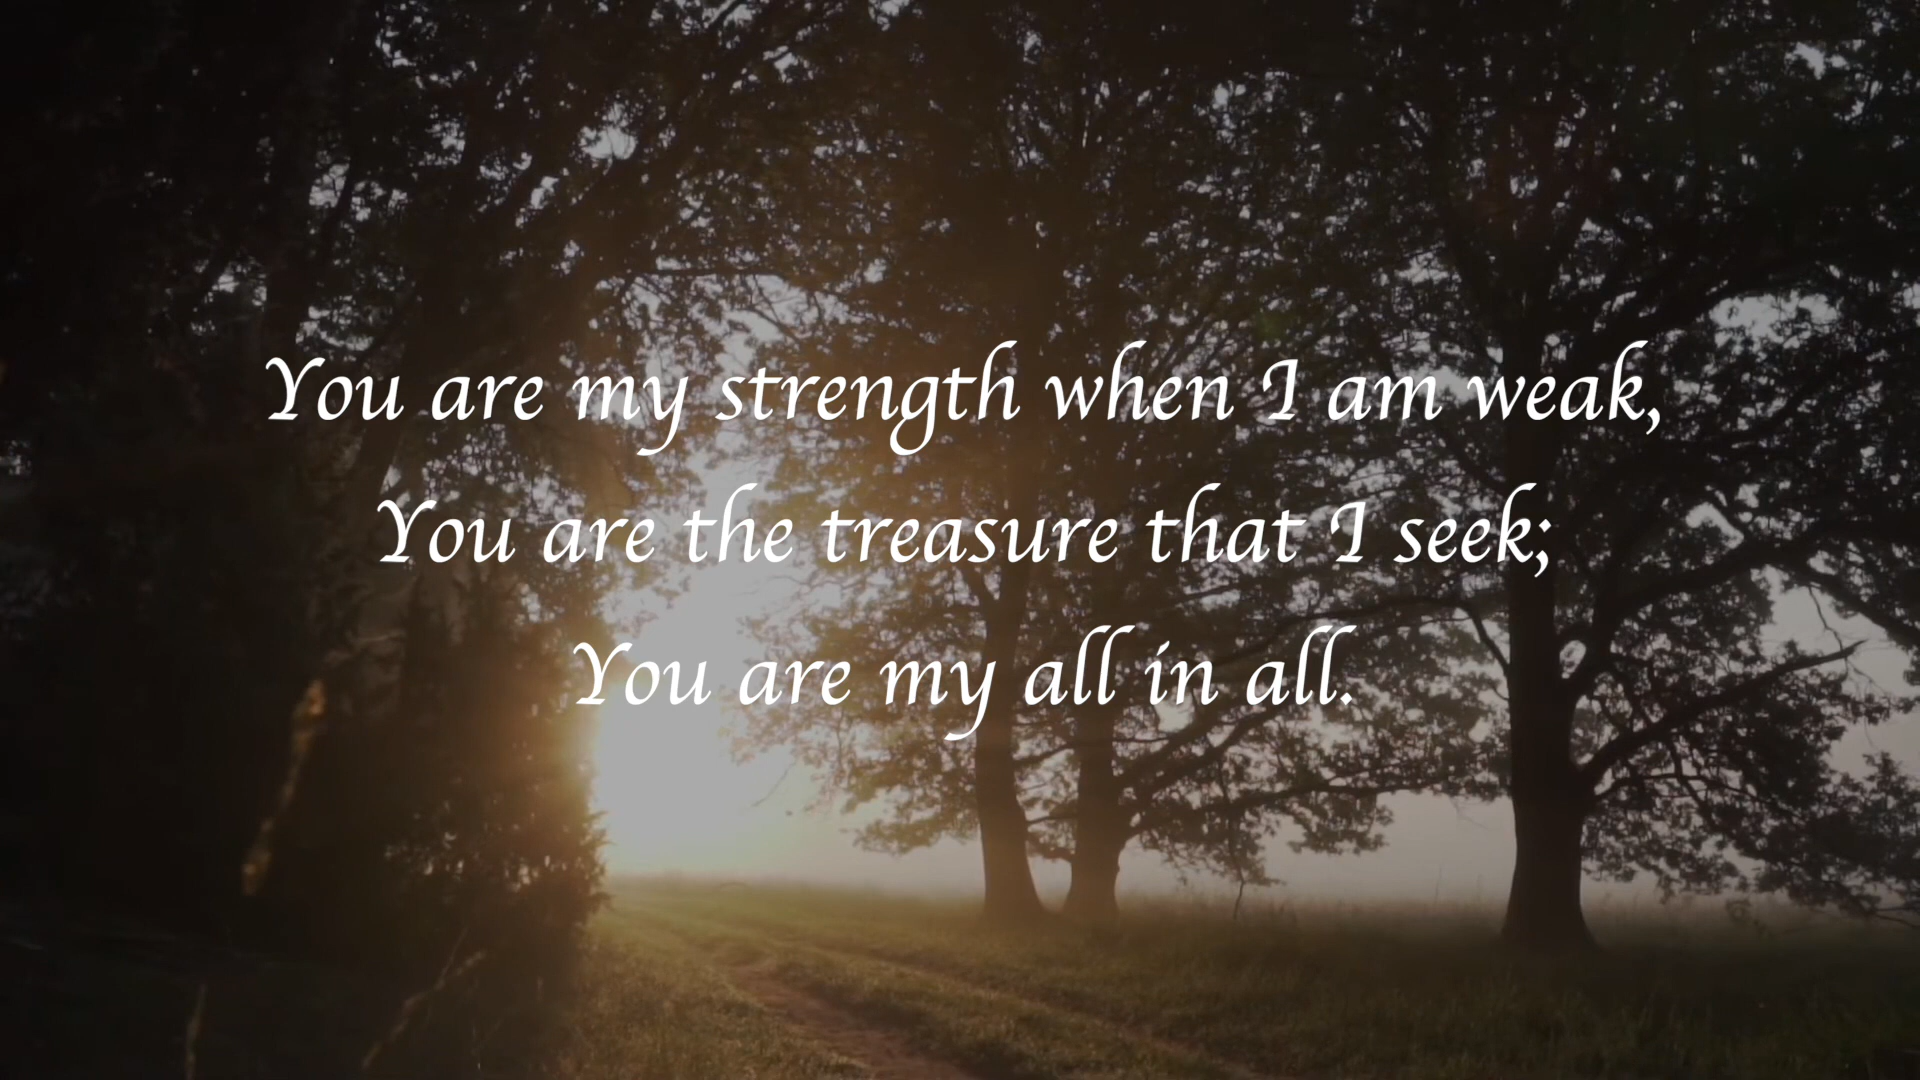 You are my strength when I am weak,
You are the treasure that I seek;
You are my all in all.